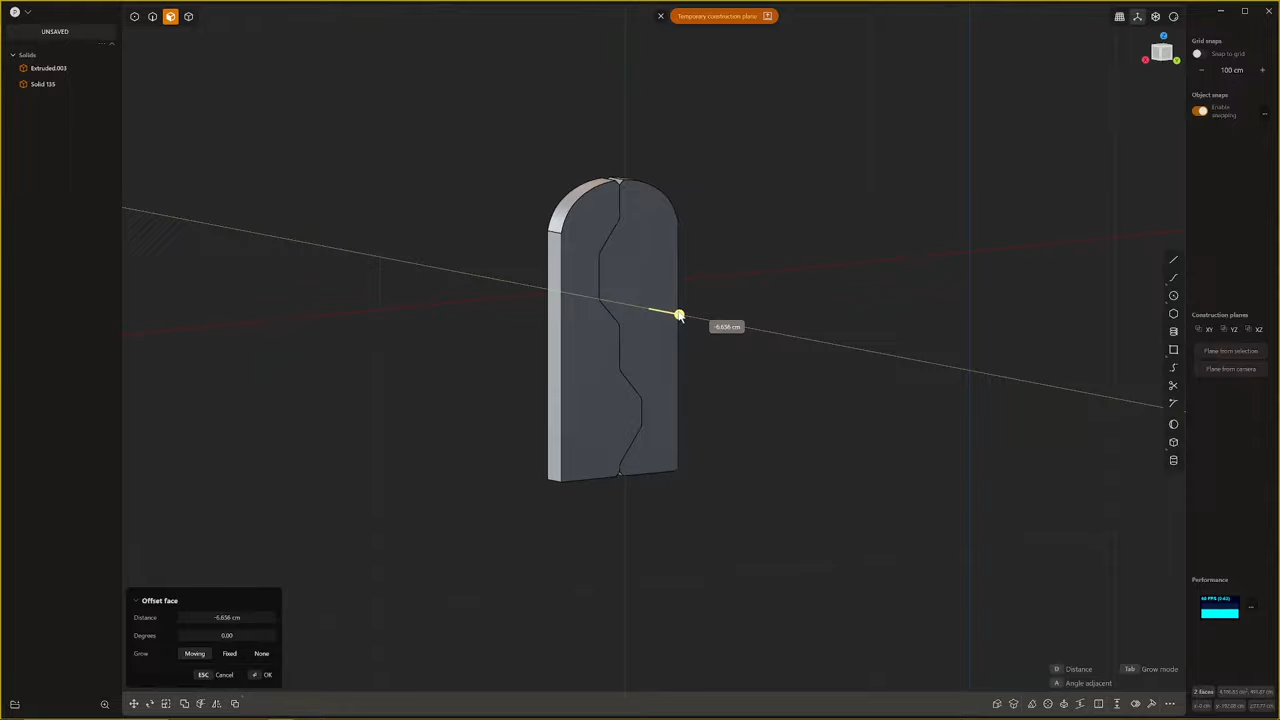 Temporary construction plane
UNSAVED
Solids
Extruded.003
Solid 135
Grid snaps
Snap to grid
100 cm
Object snaps
Enable snapping
-6.656 cm
Construction planes
XY YZ XZ
Plane from selection
Plane from camera
Performance
Offset face
Distance -6.656 cm
Degrees 0.00
Grow Moving Fixed None
ESC Cancel OK
D Distance Tab Grow mode
A Angle adjacent
2 faces